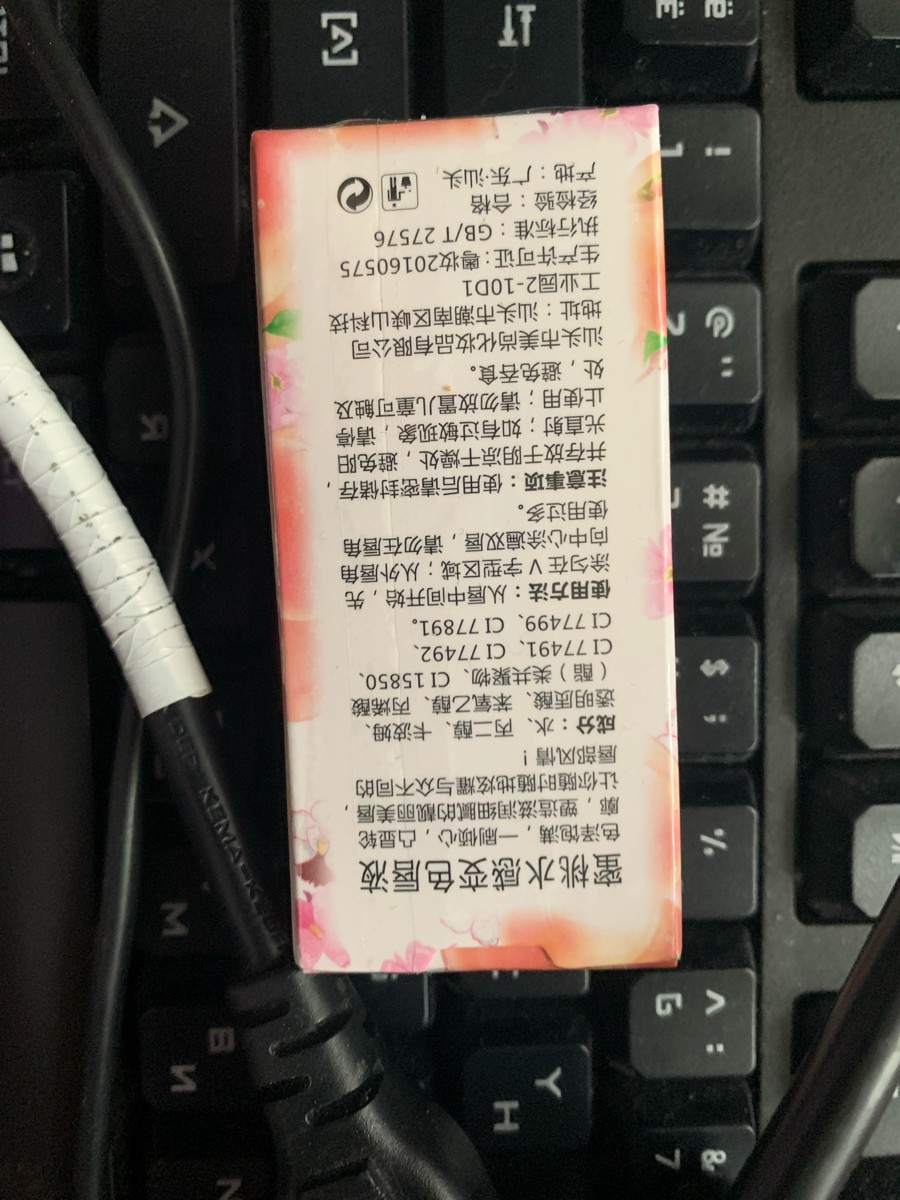 蜜桃水感变色唇液
色泽饱满，一刷倾心，凸显轮
廓，塑造滋润细腻的靓丽美唇，
让你随时随地炫耀与众不同的
唇部风情！
成分：水、丙二醇、卡波姆、
透明质酸、苯氧乙醇、丙烯酸
（酯）类共聚物、CI 15850、
CI 77491、CI 77492、
CI 77499、CI 77891。
使用方法：从唇中间开始，先
涂匀在 V 字型区域；从外唇角
向中心涂遍双唇，请勿在唇角
使用过多。
注意事项：使用后请密封储存，
并存放于阴凉干燥处，避免阳
光直射；如有过敏现象，请停
止使用；请勿放置儿童可触及
处，避免吞食。
汕头市美尚化妆品有限公司
地址：汕头市潮南区峡山科技
工业园2-10D1
生产许可证：粤妆20160575
执行标准：GB/T 27576
经检验：合格
产地：广东·汕头
! 1
@ " 2
# №
$ ;
%
^ :
& 7
Я
M
В
И
Y
H
G
X